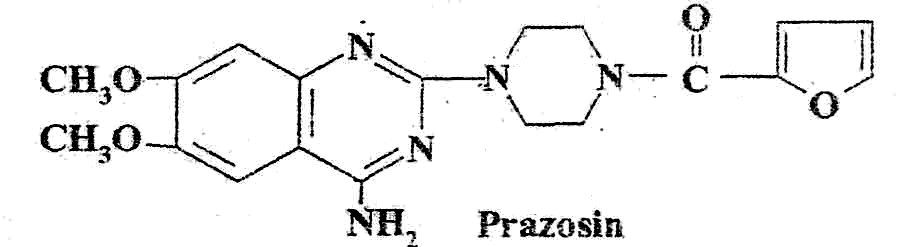 O
N
CH₃O N N C
CH₃O N O
NH₂ Prazosin